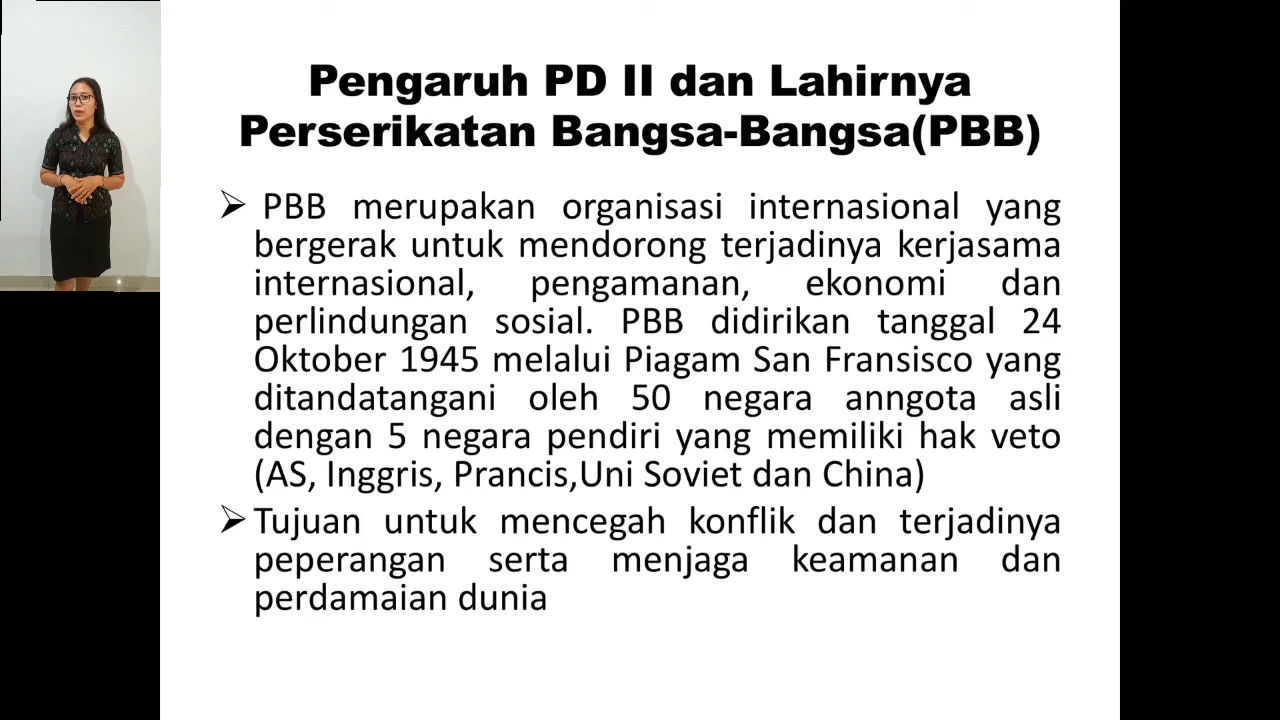 Pengaruh PD II dan Lahirnya
Perserikatan Bangsa-Bangsa(PBB)
➢ PBB merupakan organisasi internasional yang
bergerak untuk mendorong terjadinya kerjasama
internasional, pengamanan, ekonomi dan
perlindungan sosial. PBB didirikan tanggal 24
Oktober 1945 melalui Piagam San Fransisco yang
ditandatangani oleh 50 negara anngota asli
dengan 5 negara pendiri yang memiliki hak veto
(AS, Inggris, Prancis,Uni Soviet dan China)
➢ Tujuan untuk mencegah konflik dan terjadinya
peperangan serta menjaga keamanan dan
perdamaian dunia